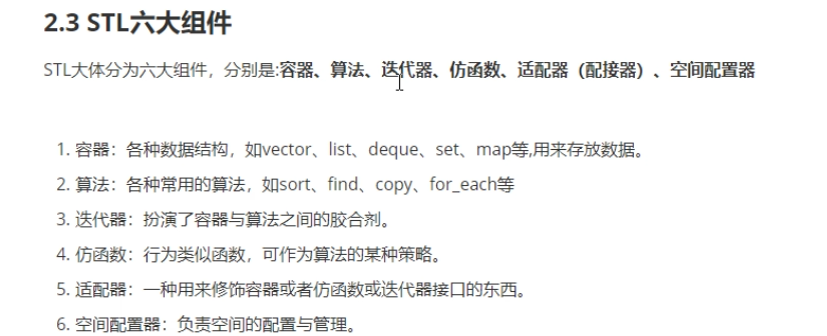 2.3 STL六大组件
STL大体分为六大组件，分别是:容器、算法、迭代器、仿函数、适配器（配接器）、空间配置器
1. 容器：各种数据结构，如vector、list、deque、set、map等,用来存放数据。
2. 算法：各种常用的算法，如sort、find、copy、for_each等
3. 迭代器：扮演了容器与算法之间的胶合剂。
4. 仿函数：行为类似函数，可作为算法的某种策略。
5. 适配器：一种用来修饰容器或者仿函数或迭代器接口的东西。
6. 空间配置器：负责空间的配置与管理。